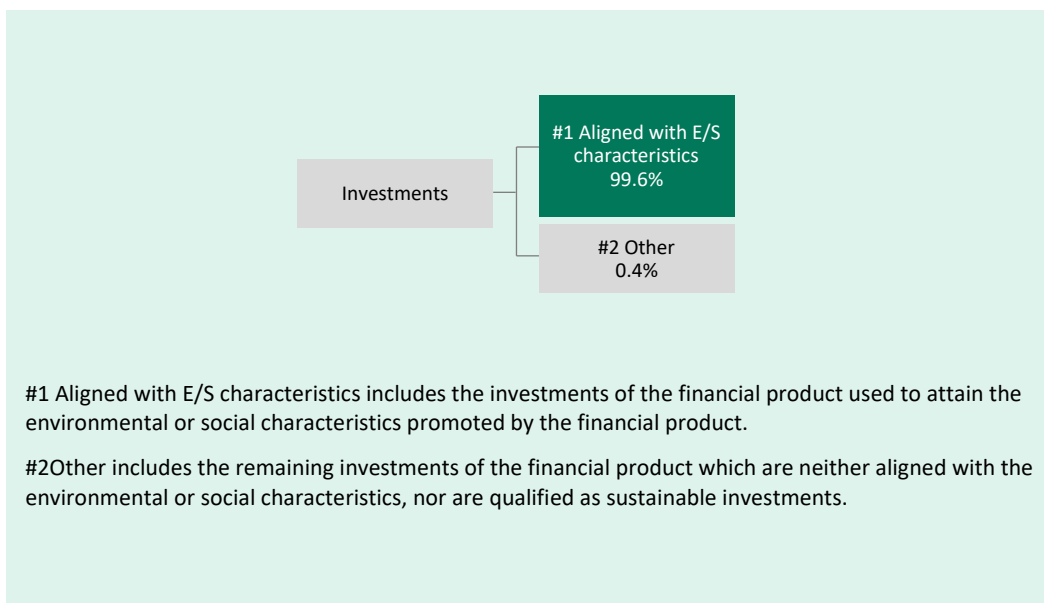 #1 Aligned with E/S
characteristics
99.6%
Investments
#2 Other
0.4%
#1 Aligned with E/S characteristics includes the investments of the financial product used to attain the
environmental or social characteristics promoted by the financial product.
#2Other includes the remaining investments of the financial product which are neither aligned with the
environmental or social characteristics, nor are qualified as sustainable investments.